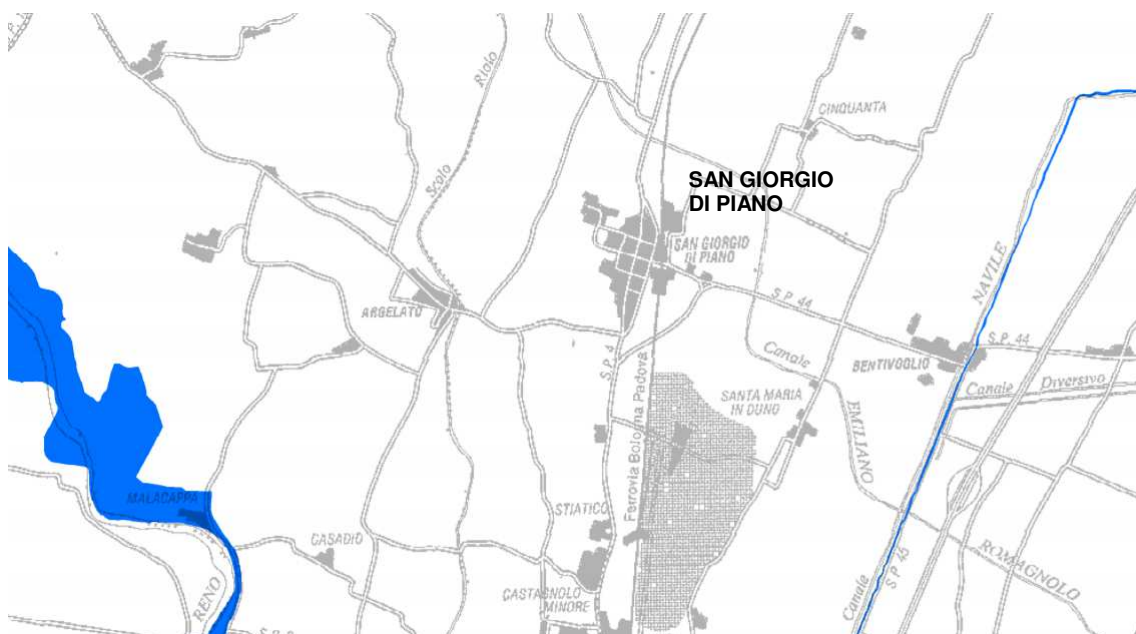 Riolo
Scolo
CINQUANTA
SAN GIORGIO
DI PIANO
SAN GIORGIO
DI PIANO
NAVILE
ARGELATO
S.P. 44
S.P. 44
BENTIVOGLIO
S.P. 4
Canale
Canale Diversivo
SANTA MARIA
IN DUNO
EMILIANO
Ferrovia Bologna Padova
MALACAPPA
STIATICO
CASADIO
ROMAGNOLO
RENO
CASTAGNOLO
MINORE
Canale
S.P. 45